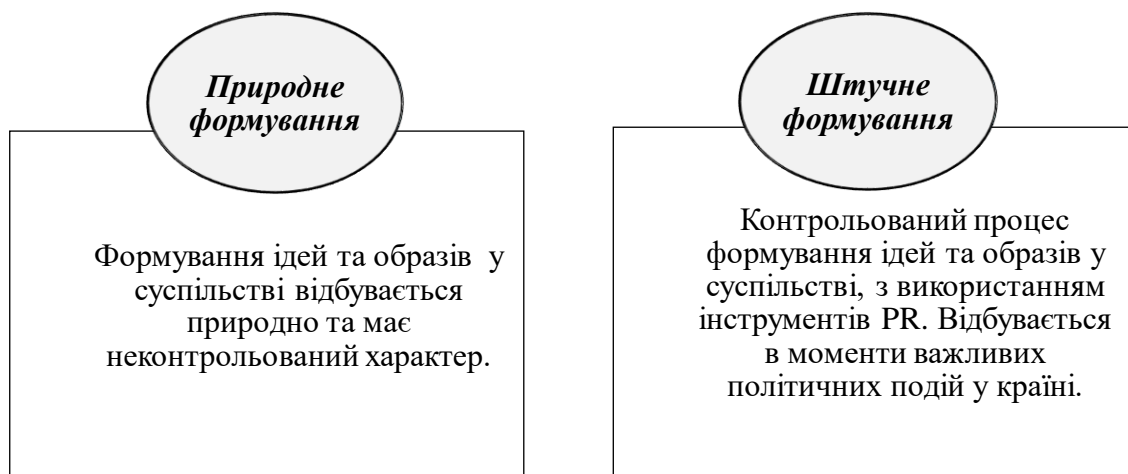 Природне
формування
Формування ідей та образів у
суспільстві відбувається
природно та має
неконтрольований характер.
Штучне
формування
Контрольований процес
формування ідей та образів у
суспільстві, з використанням
інструментів PR. Відбувається
в моменти важливих
політичних подій у країні.